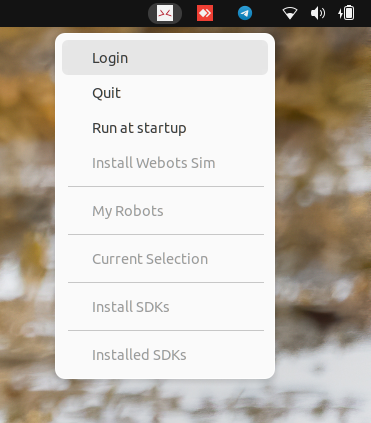 Login
Quit
Run at startup
Install Webots Sim
My Robots
Current Selection
Install SDKs
Installed SDKs